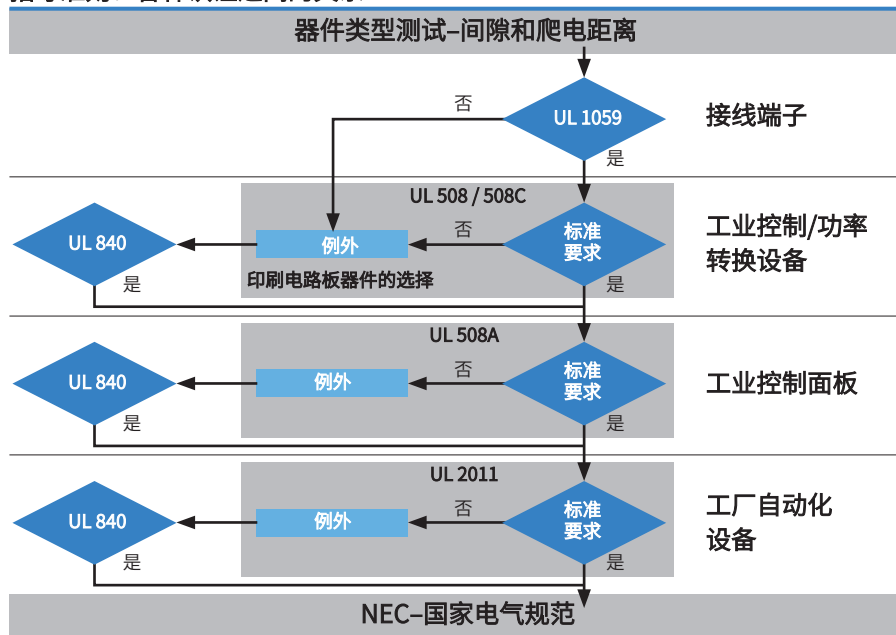 器件类型测试–间隙和爬电距离
否
UL 1059
接线端子
是
UL 508 / 508C
UL 840
例外
否
标准
要求
工业控制/功率
转换设备
是
印刷电路板器件的选择
是
UL 508A
UL 840
例外
否
标准
要求
工业控制面板
是
是
UL 2011
UL 840
例外
否
标准
要求
工厂自动化
设备
是
是
NEC–国家电气规范